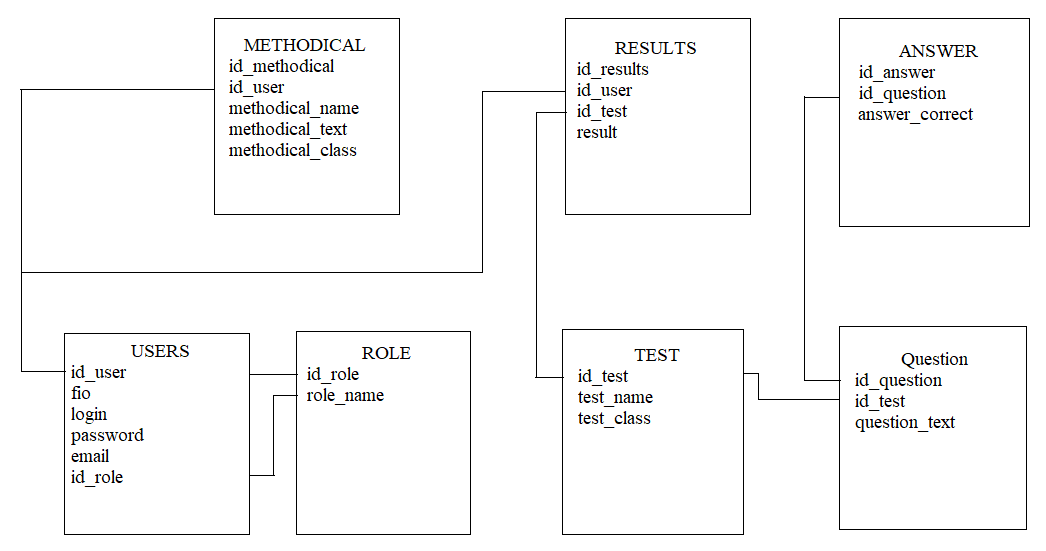 METHODICAL
id_methodical
id_user
methodical_name
methodical_text
methodical_class
RESULTS
id_results
id_user
id_test
result
ANSWER
id_answer
id_question
answer_correct
USERS
id_user
fio
login
password
email
id_role
ROLE
id_role
role_name
TEST
id_test
test_name
test_class
Question
id_question
id_test
question_text